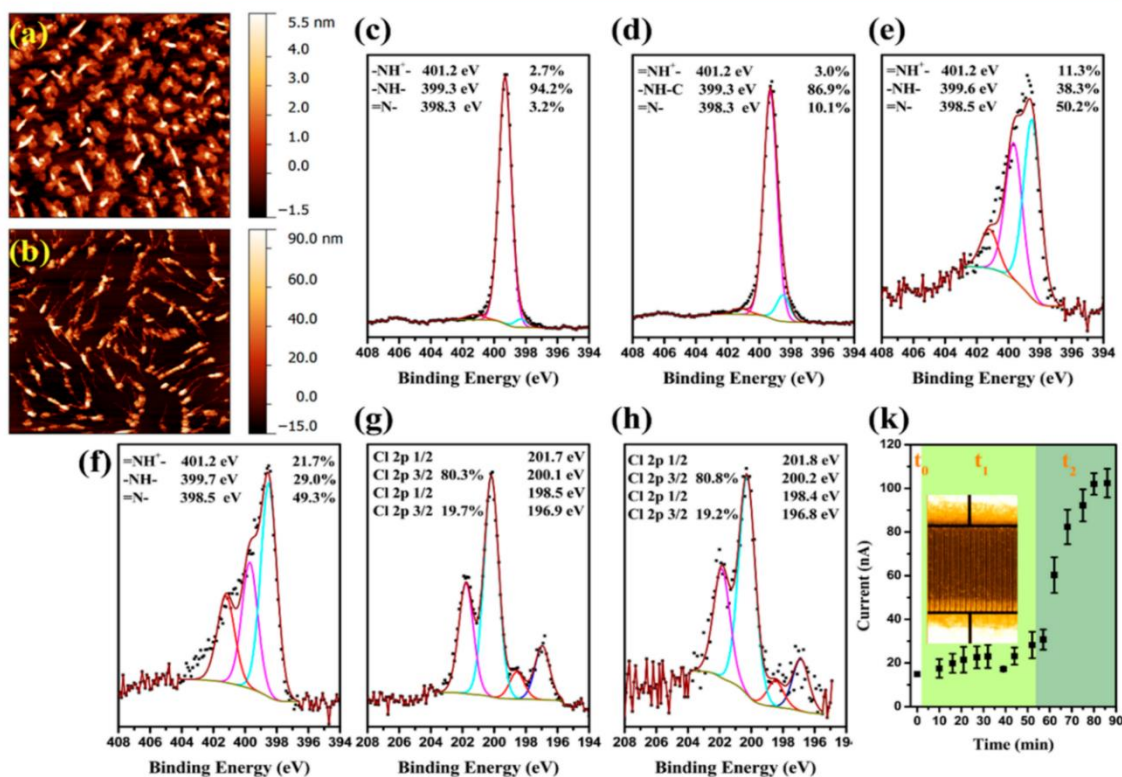 (a)
5.5 nm
4.0
3.0
2.0
1.0
0.0
−1.5
(b)
90.0 nm
60.0
40.0
20.0
0.0
−15.0
(c)
-NH⁺- 401.2 eV 2.7%
-NH- 399.3 eV 94.2%
=N- 398.3 eV 3.2%
408 406 404 402 400 398 396 394
Binding Energy (eV)
(d)
=NH⁺- 401.2 eV 3.0%
-NH-C 399.3 eV 86.9%
=N- 398.3 eV 10.1%
408 406 404 402 400 398 396 394
Binding Energy (eV)
(e)
=NH⁺- 401.2 eV 11.3%
-NH- 399.6 eV 38.3%
=N- 398.5 eV 50.2%
408 406 404 402 400 398 396 394
Binding Energy (eV)
(f)
=NH⁺- 401.2 eV 21.7%
-NH- 399.7 eV 29.0%
=N- 398.5 eV 49.3%
408 406 404 402 400 398 396 394
Binding Energy (eV)
(g)
Cl 2p 1/2 201.7 eV
Cl 2p 3/2 80.3% 200.1 eV
Cl 2p 1/2 198.5 eV
Cl 2p 3/2 19.7% 196.9 eV
208 206 204 202 200 198 196 194
Binding Energy (eV)
(h)
Cl 2p 1/2 201.8 eV
Cl 2p 3/2 80.8% 200.2 eV
Cl 2p 1/2 198.4 eV
Cl 2p 3/2 19.2% 196.8 eV
208 206 204 202 200 198 196 194
Binding Energy (eV)
(k)
t₀ t₁ t₂
120
100
80
60
40
20
0
Current (nA)
0 10 20 30 40 50 60 70 80 90
Time (min)